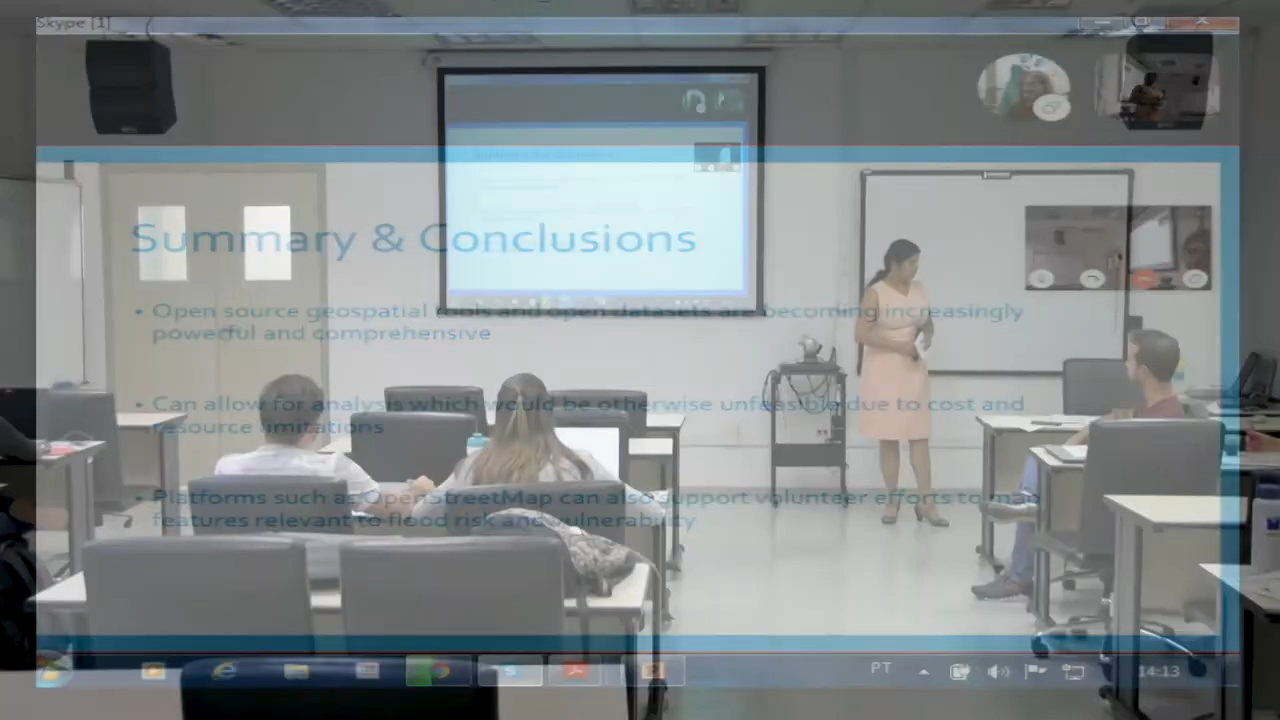 Skype [1]
Summary & Conclusions
• Open source geospatial tools and open datasets are becoming increasingly
powerful and comprehensive
• Can allow for analysis which would be otherwise unfeasible due to cost and
resource limitations
• Platforms such as OpenStreetMap can also support volunteer efforts to map
features relevant to flood risk and vulnerability
PT
14:13